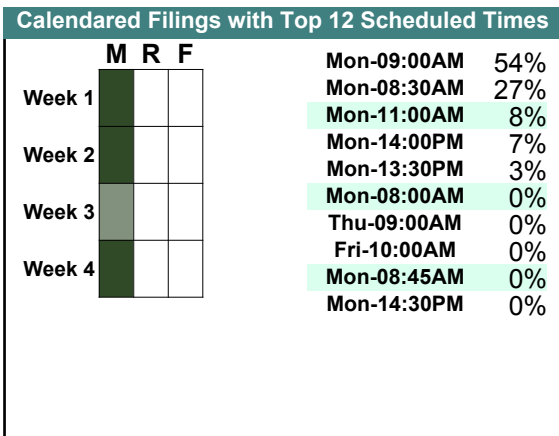 Calendared Filings with Top 12 Scheduled Times
M R F
Week 1
Week 2
Week 3
Week 4
Mon-09:00AM 54%
Mon-08:30AM 27%
Mon-11:00AM 8%
Mon-14:00PM 7%
Mon-13:30PM 3%
Mon-08:00AM 0%
Thu-09:00AM 0%
Fri-10:00AM 0%
Mon-08:45AM 0%
Mon-14:30PM 0%